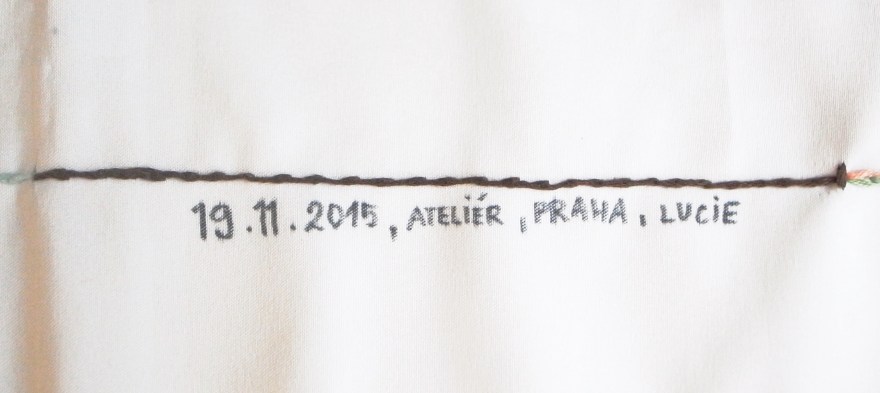 19.11.2015, ATELIÉR, PRAHA, LUCIE